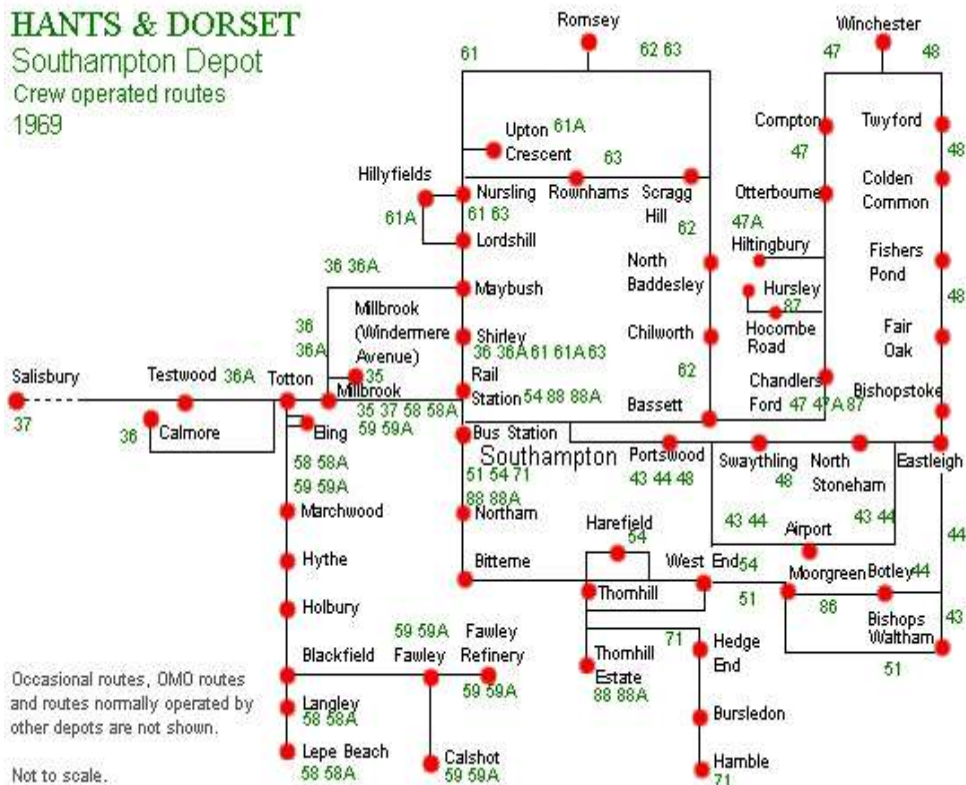 HANTS & DORSET
Southampton Depot
Crew operated routes
1969
Romsey
Winchester
61
62 63
47
48
Upton
Crescent
61A
63
Compton
47
Twyford
48
Hillyfields
61A
Nursling
Rownhams
Scragg
Hill
Otterbourne
Colden
Common
61 63
Lordshill
62
47A
Hiltingbury
36 36A
North
Baddesley
Fishers
Pond
Maybush
Hursley
87
48
Millbrook
(Windermere
Avenue)
36
36A
35
Shirley
Chilworth
Hocombe
Road
Fair
Oak
36 36A 61 61A 63
62
Salisbury
37
Testwood
36A
Totton
Millbrook
Rail
Station
54 88 88A
Chandlers
Ford
47 47A 87
Bishopstoke
35 37 58 58A
59 59A
Bassett
36
Calmore
Eling
Bus Station
Southampton
Portswood
43 44 48
Swaythling
48
North
Stoneham
Eastleigh
58 58A
59 59A
51 54 71
88 88A
Marchwood
Northam
Harefield
54
43 44
Airport
43 44
44
Hythe
Bitterne
West End
54
Moorgreen
Botley
44
Thornhill
51
86
Holbury
Bishops
Waltham
43
59 59A
Fawley
Fawley
Refinery
71
Hedge
End
51
Blackfield
59 59A
Thornhill
Estate
88 88A
Occasional routes, OMO routes
and routes normally operated by
other depots are not shown.
Langley
58 58A
Bursledon
Lepe Beach
58 58A
Calshot
59 59A
Hamble
71
Not to scale.